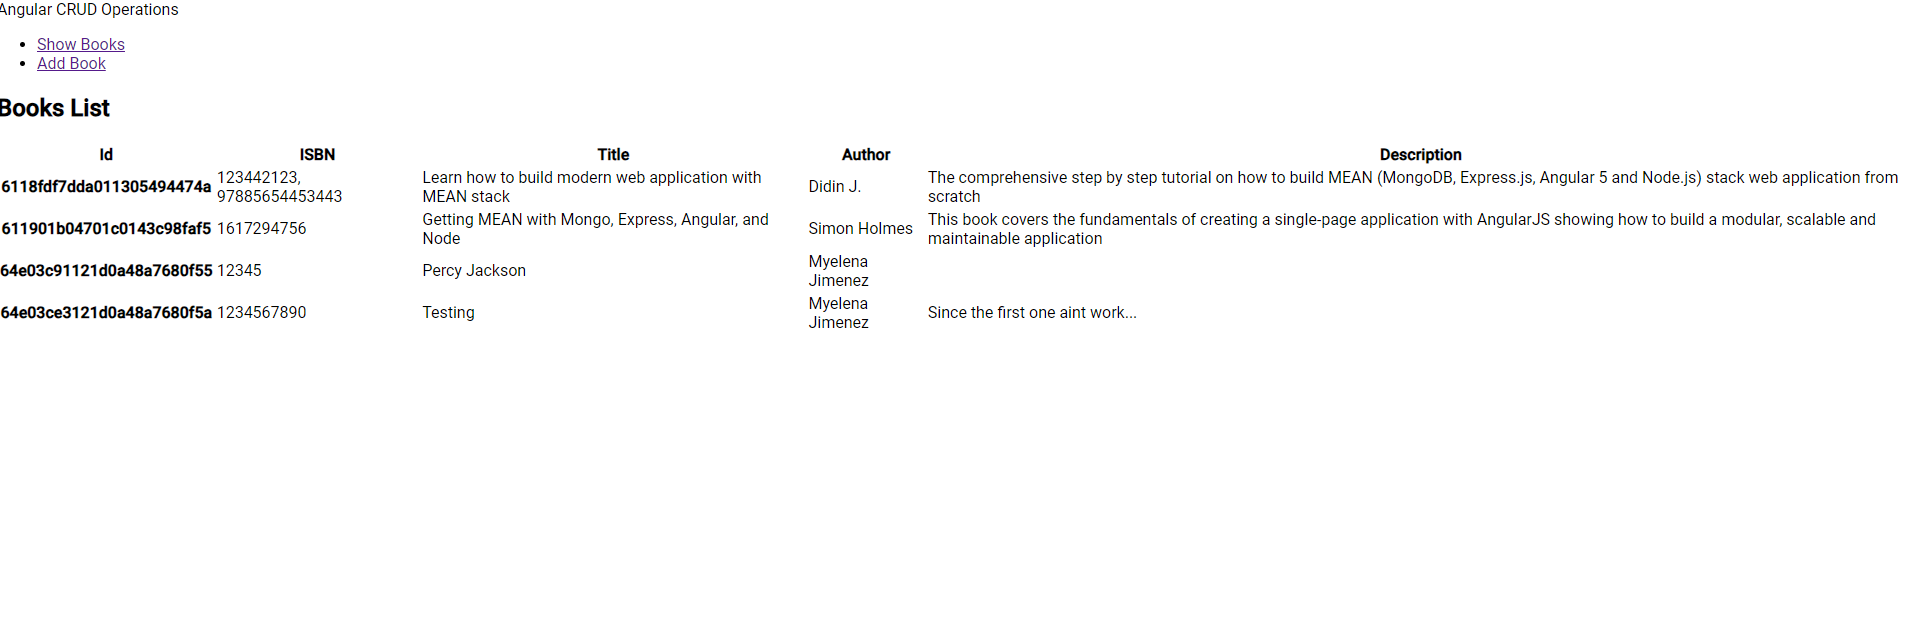 Angular CRUD Operations
Show Books
Add Book
Books List
Id ISBN Title Author Description
6118fdf7dda011305494474a 123442123, 97885654453443 Learn how to build modern web application with MEAN stack Didin J. The comprehensive step by step tutorial on how to build MEAN (MongoDB, Express.js, Angular 5 and Node.js) stack web application from scratch
611901b04701c0143c98faf5 1617294756 Getting MEAN with Mongo, Express, Angular, and Node Simon Holmes This book covers the fundamentals of creating a single-page application with AngularJS showing how to build a modular, scalable and maintainable application
64e03c91121d0a48a7680f55 12345 Percy Jackson Myelena Jimenez
64e03ce3121d0a48a7680f5a 1234567890 Testing Myelena Jimenez Since the first one aint work...